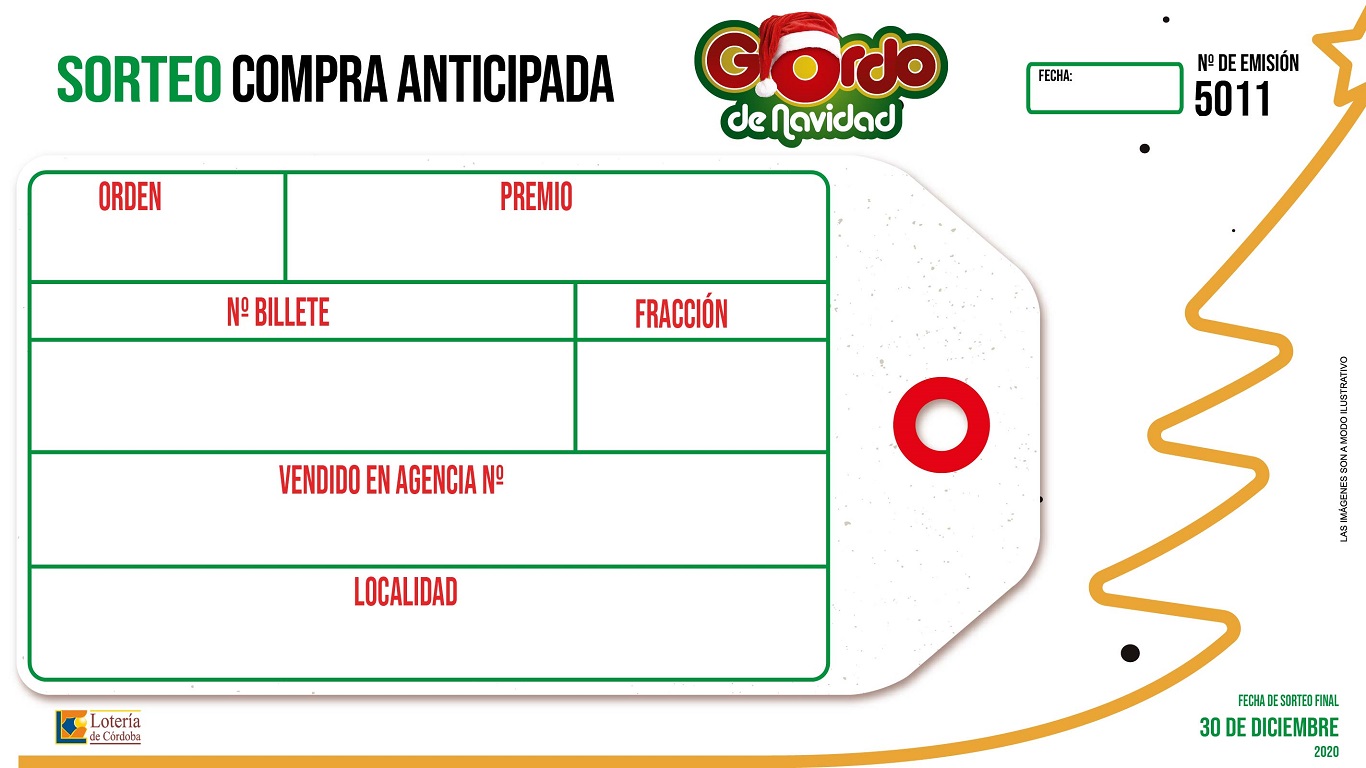 SORTEO COMPRA ANTICIPADA
Gordo
de Navidad
FECHA:
Nº DE EMISIÓN
5011
ORDEN
PREMIO
Nº BILLETE
FRACCIÓN
VENDIDO EN AGENCIA Nº
LOCALIDAD
LAS IMÁGENES SON A MODO ILUSTRATIVO
Lotería
de Córdoba
FECHA DE SORTEO FINAL
30 DE DICIEMBRE
2020